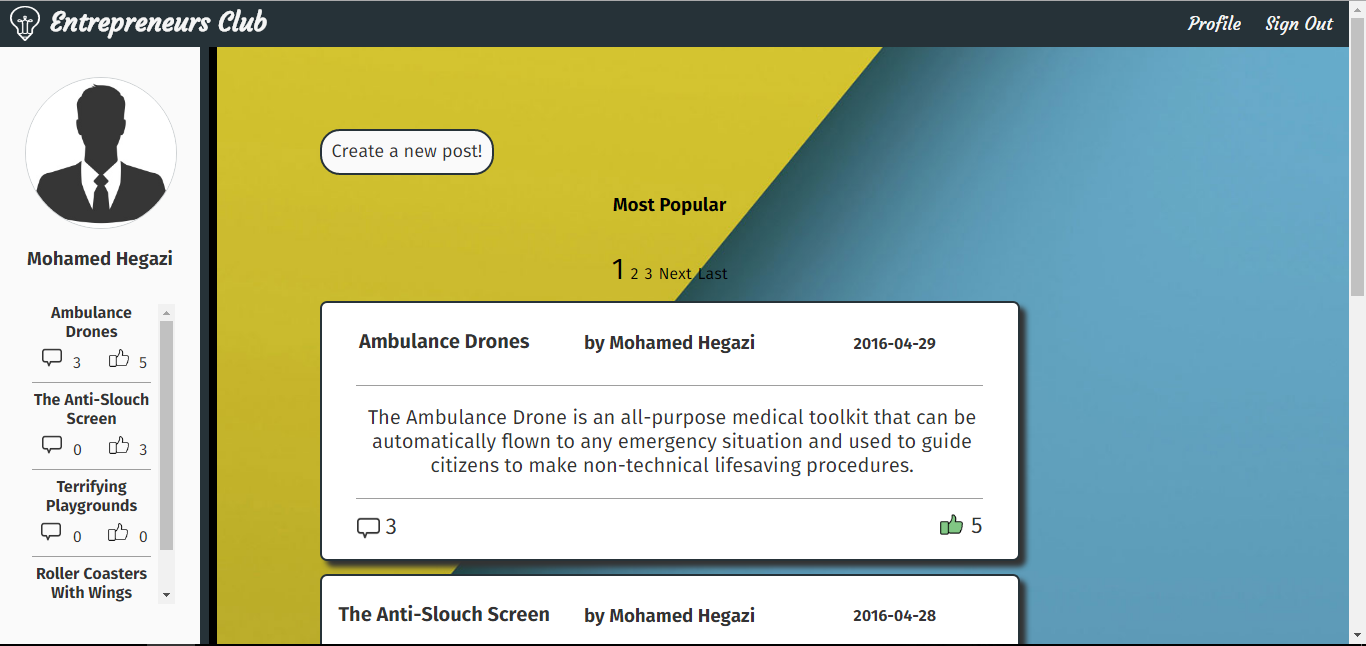 Entrepreneurs Club
Profile Sign Out
Mohamed Hegazi
Ambulance
Drones
3 5
The Anti-Slouch
Screen
0 3
Terrifying
Playgrounds
0 0
Roller Coasters
With Wings
Create a new post!
Most Popular
1 2 3 Next Last
Ambulance Drones by Mohamed Hegazi 2016-04-29
The Ambulance Drone is an all-purpose medical toolkit that can be
automatically flown to any emergency situation and used to guide
citizens to make non-technical lifesaving procedures.
3 5
The Anti-Slouch Screen by Mohamed Hegazi 2016-04-28